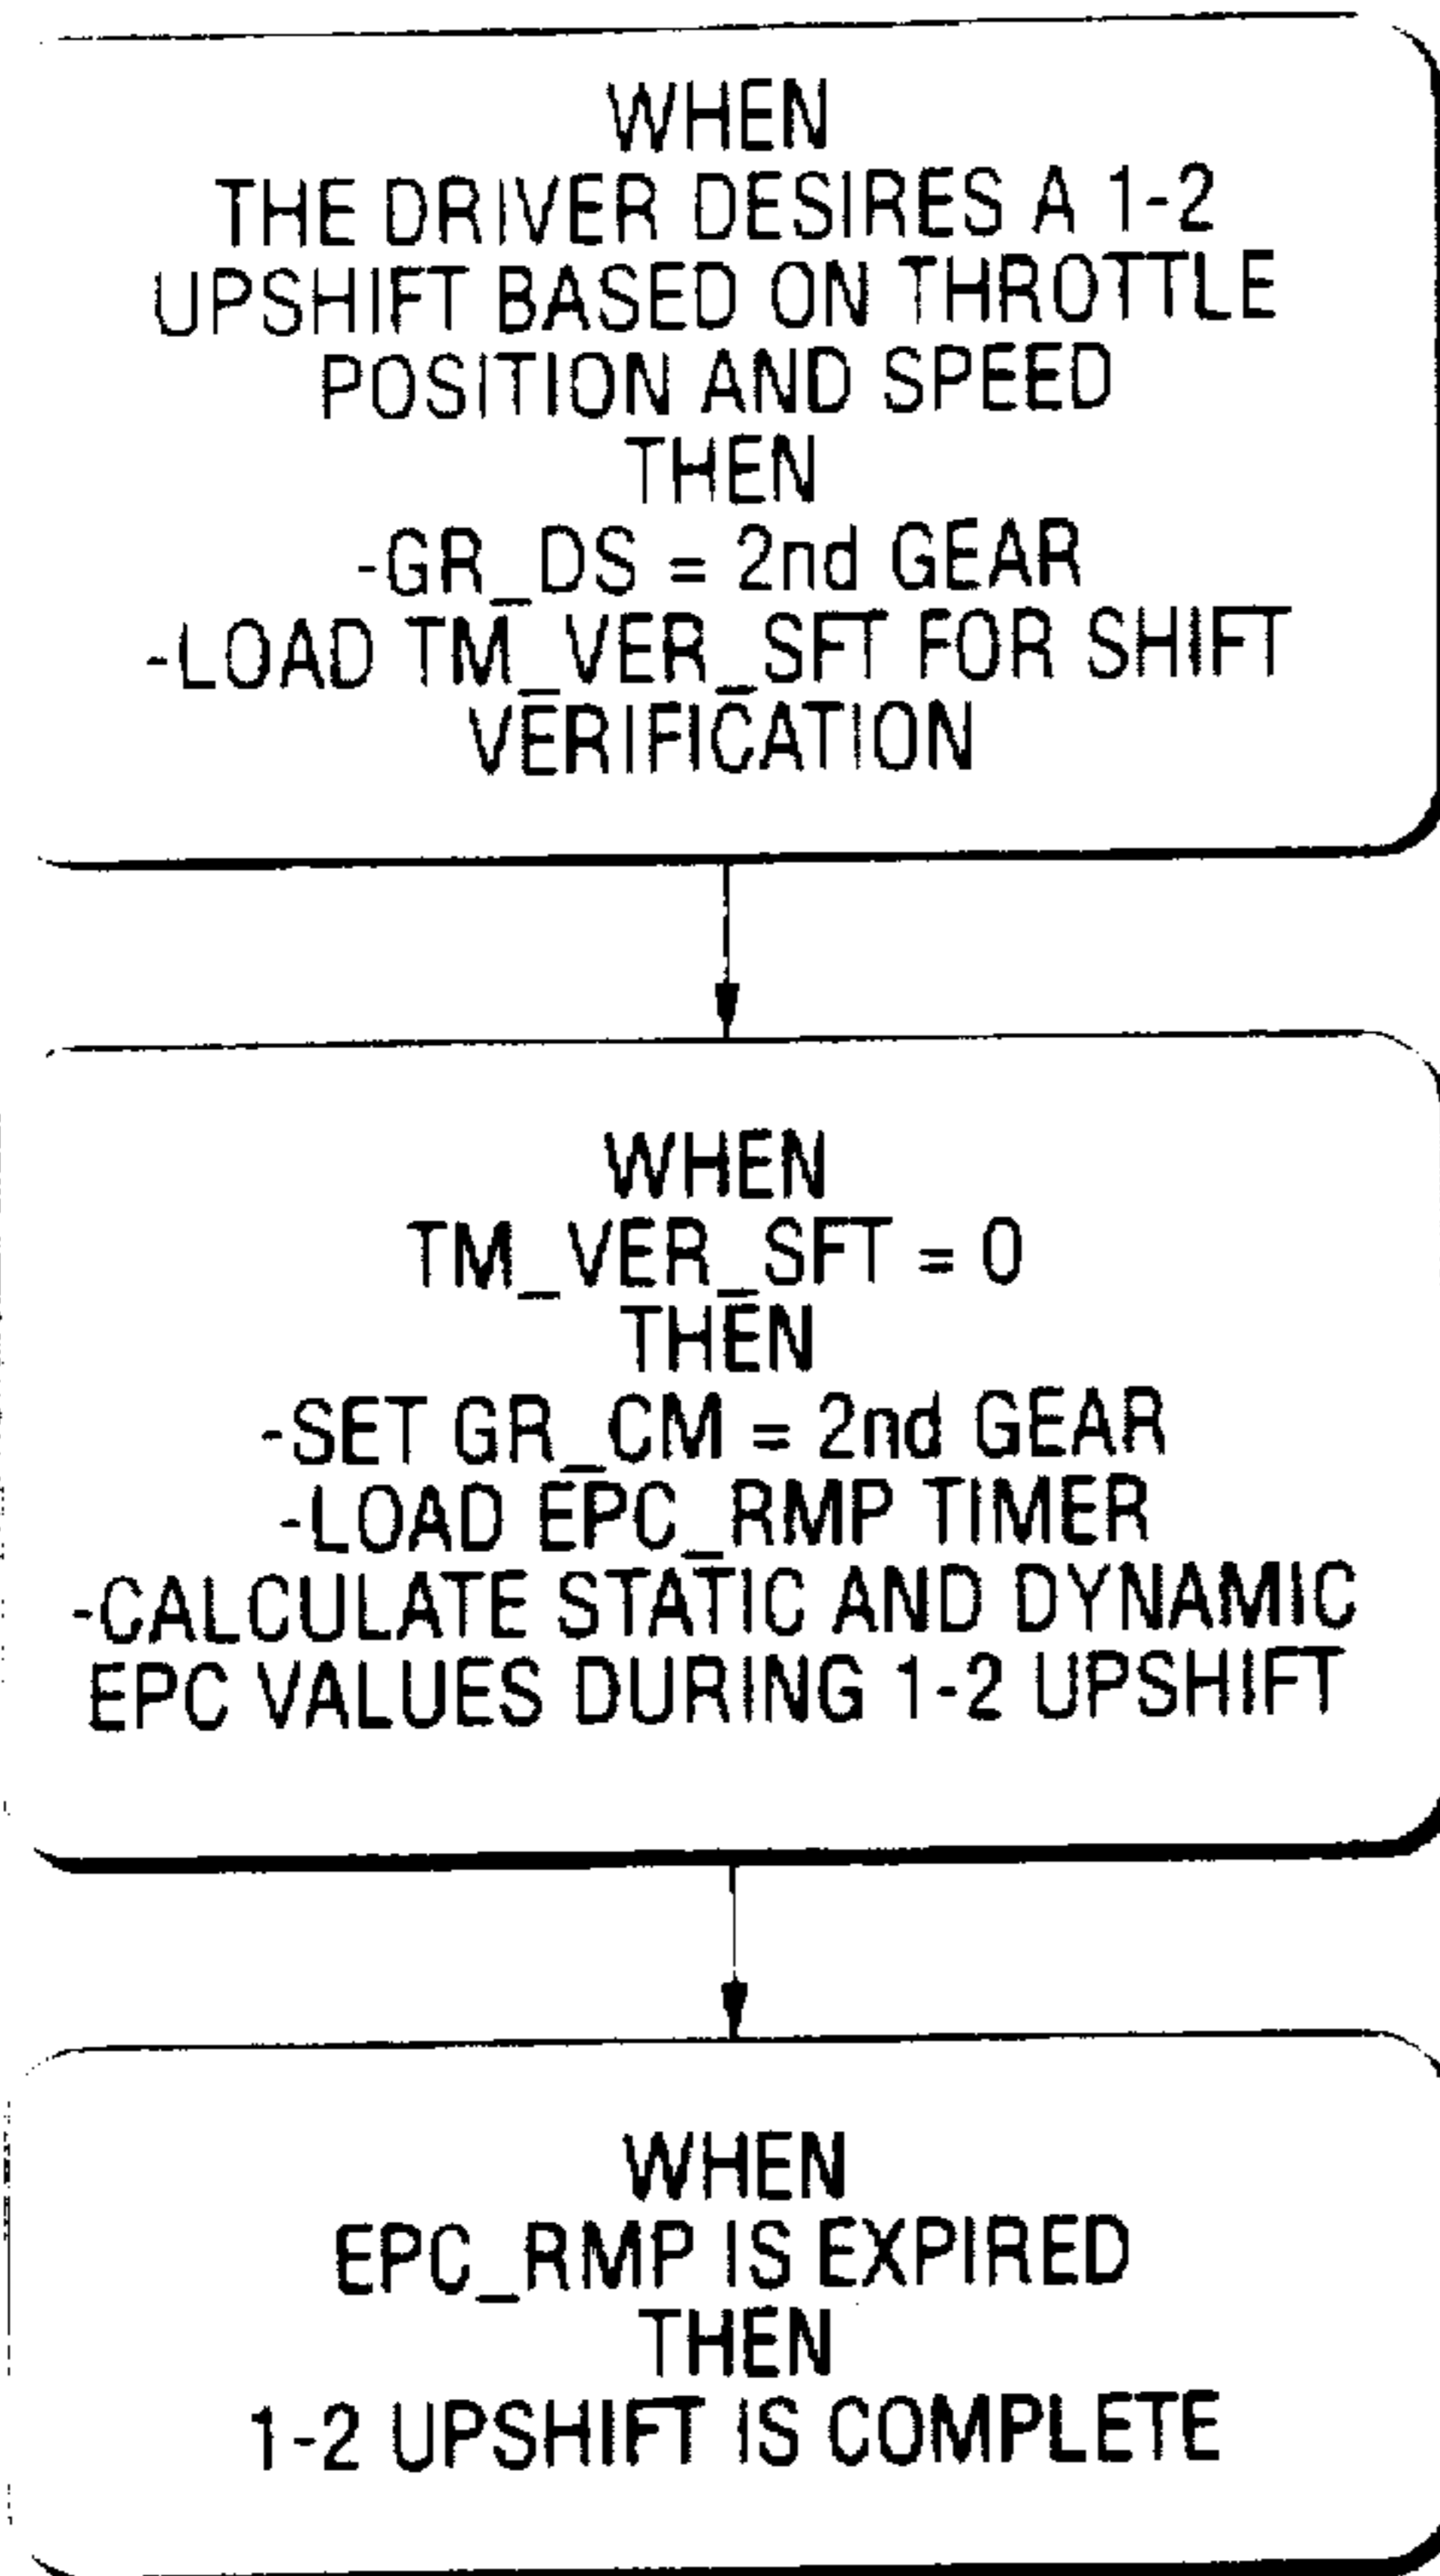 WHEN
THE DRIVER DESIRES A 1-2
UPSHIFT BASED ON THROTTLE
POSITION AND SPEED
THEN
-GR_DS = 2nd GEAR
-LOAD TM_VER_SFT FOR SHIFT
VERIFICATION
WHEN
TM_VER_SFT = 0
THEN
-SET GR_CM = 2nd GEAR
-LOAD EPC_RMP TIMER
-CALCULATE STATIC AND DYNAMIC
EPC VALUES DURING 1-2 UPSHIFT
WHEN
EPC_RMP IS EXPIRED
THEN
1-2 UPSHIFT IS COMPLETE